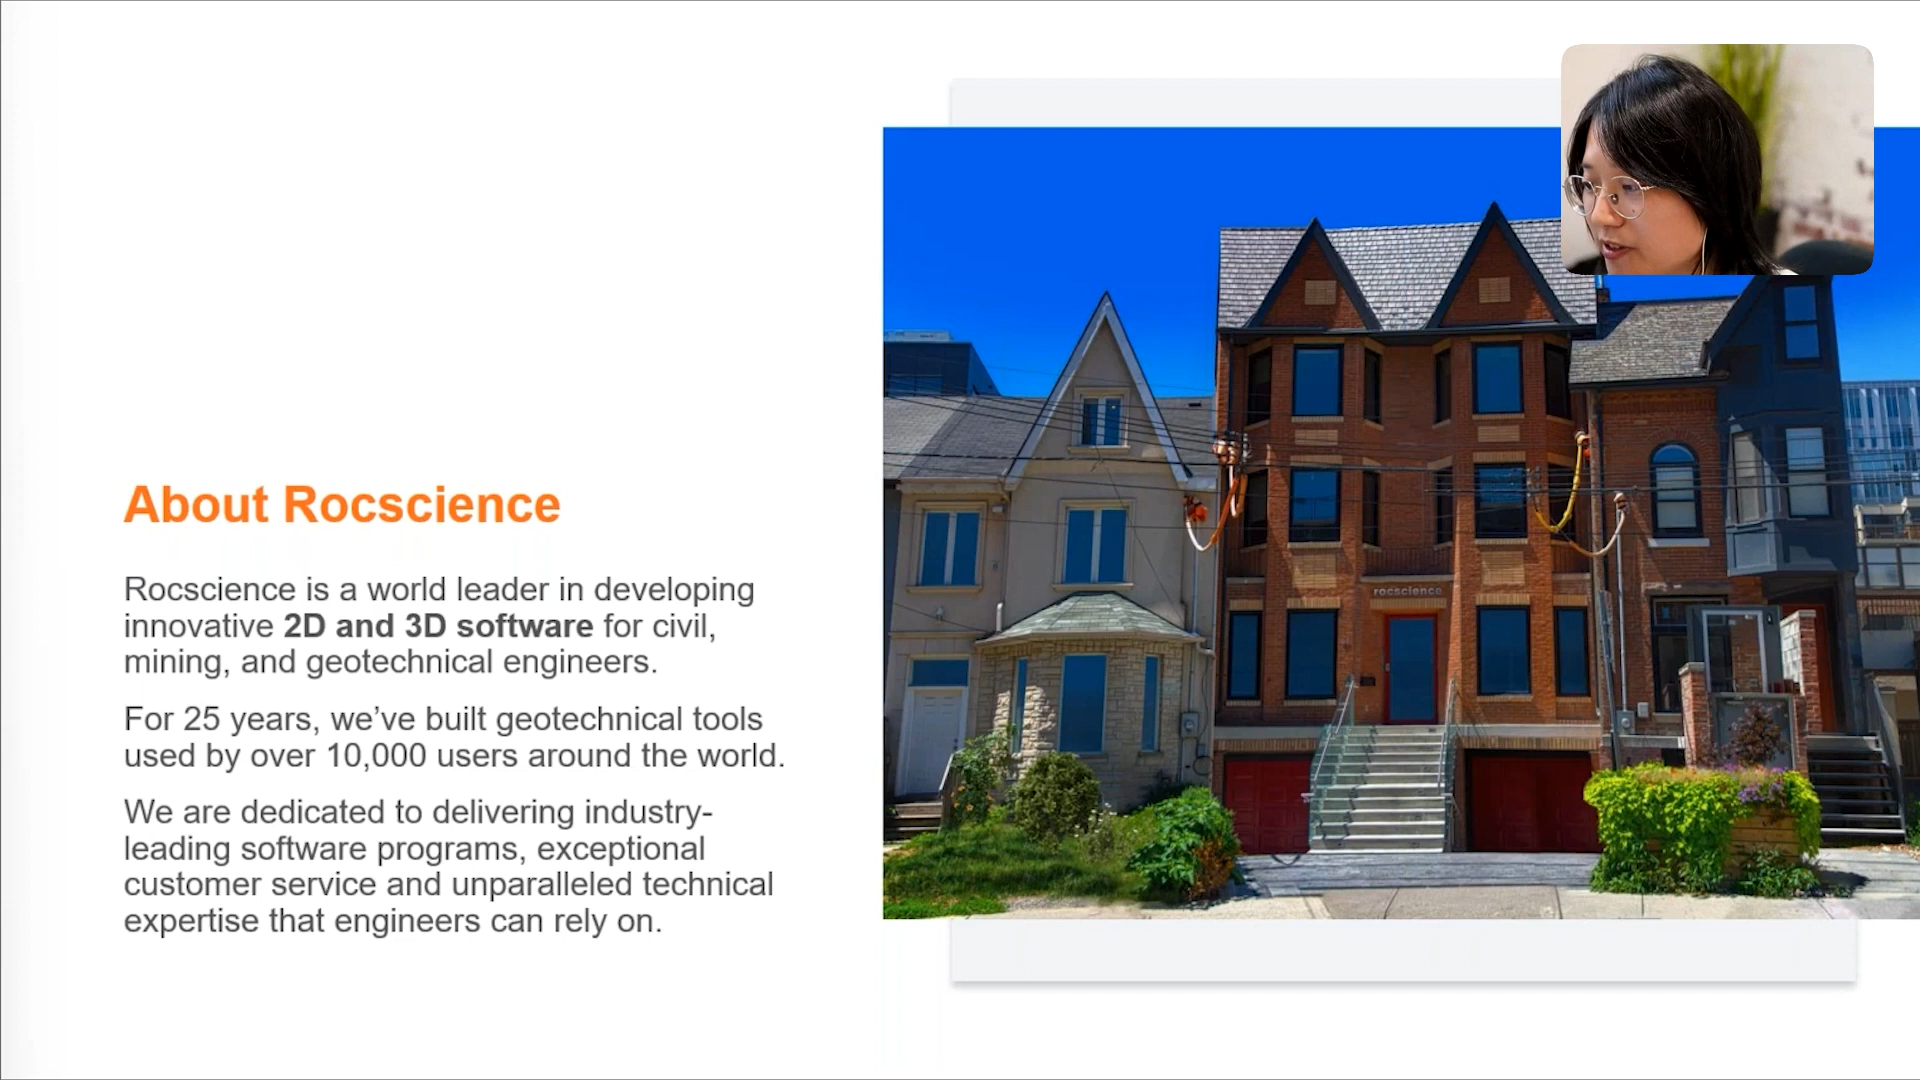 About Rocscience
Rocscience is a world leader in developing
innovative 2D and 3D software for civil,
mining, and geotechnical engineers.
For 25 years, we’ve built geotechnical tools
used by over 10,000 users around the world.
We are dedicated to delivering industry-
leading software programs, exceptional
customer service and unparalleled technical
expertise that engineers can rely on.
rocscience